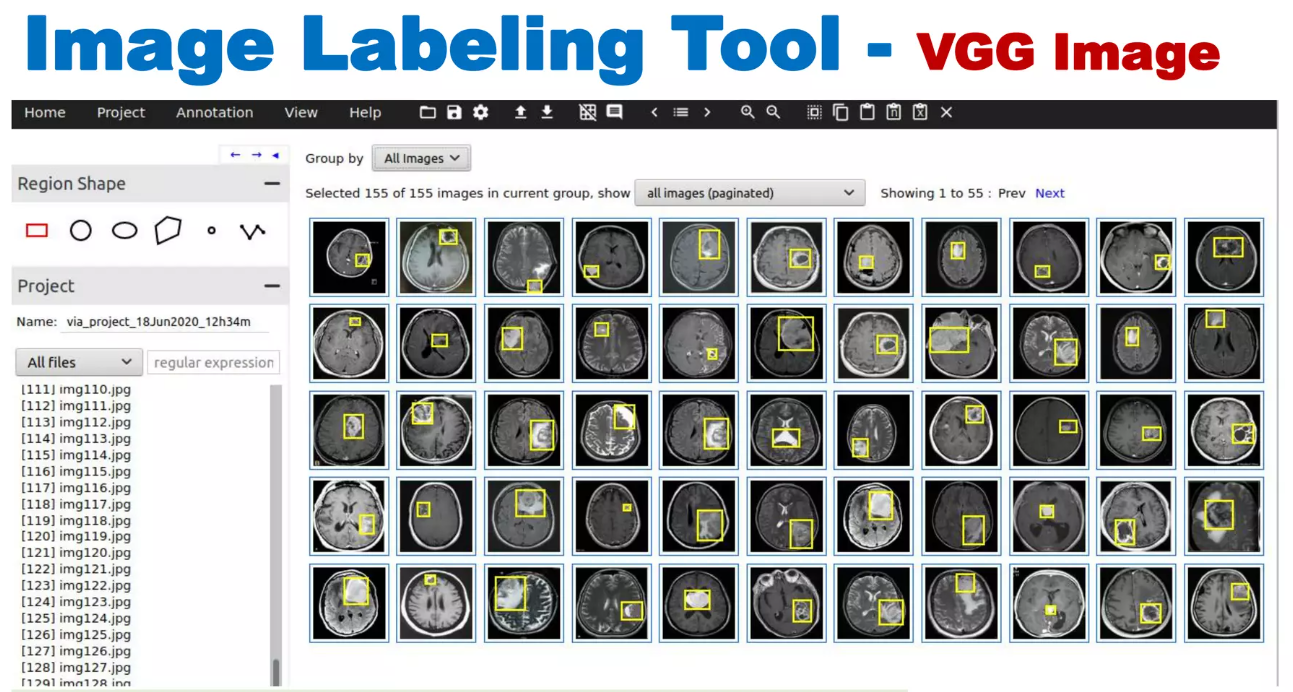 Image Labeling Tool - VGG Image
Home Project Annotation View Help
Group by All Images
Region Shape
Selected 155 of 155 images in current group, show all images (paginated) Showing 1 to 55 : Prev Next
Project
Name: via_project_18Jun2020_12h34m
All files regular expression
[111] img110.jpg
[112] img111.jpg
[113] img112.jpg
[114] img113.jpg
[115] img114.jpg
[116] img115.jpg
[117] img116.jpg
[118] img117.jpg
[119] img118.jpg
[120] img119.jpg
[121] img120.jpg
[122] img121.jpg
[123] img122.jpg
[124] img123.jpg
[125] img124.jpg
[126] img125.jpg
[127] img126.jpg
[128] img127.jpg
[129] img128.jpg